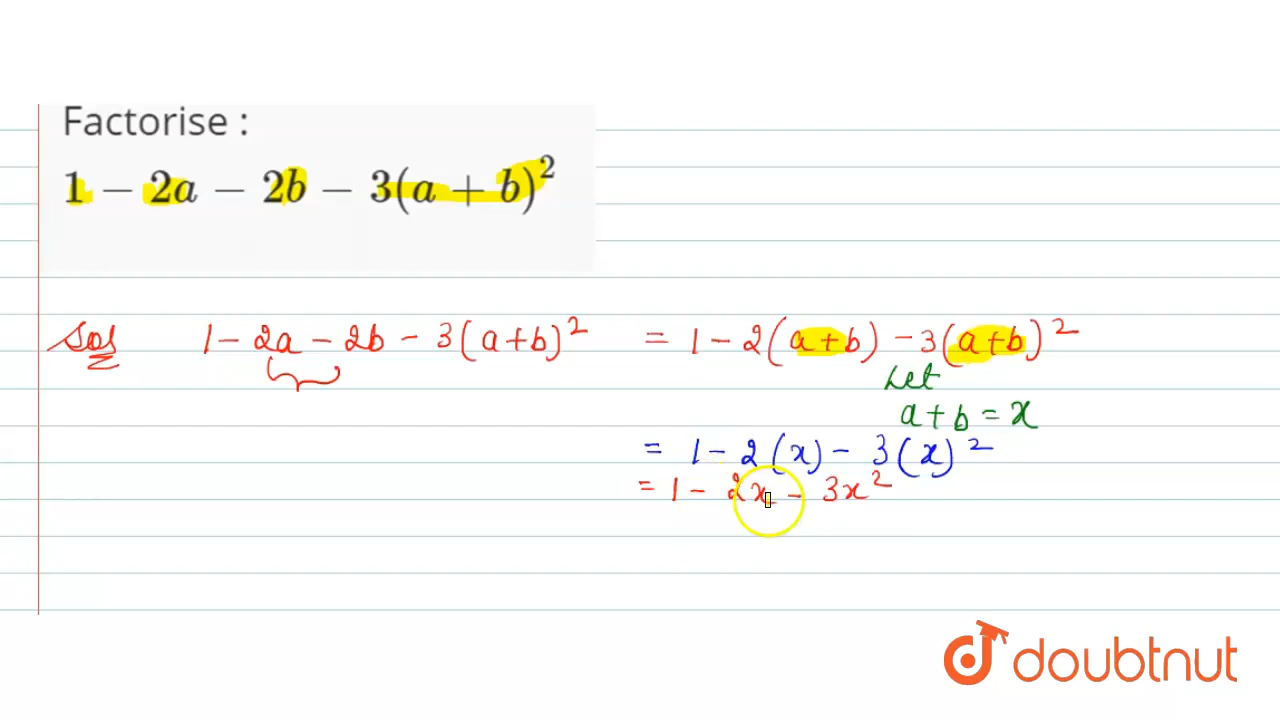 Factorise :
1 − 2a − 2b − 3(a + b)²
Sol 1 - 2a - 2b - 3(a+b)² = 1 - 2(a+b) - 3(a+b)²
Let
a+b = x
= 1 - 2(x) - 3(x)²
= 1 - 2x - 3x²
doubtnut